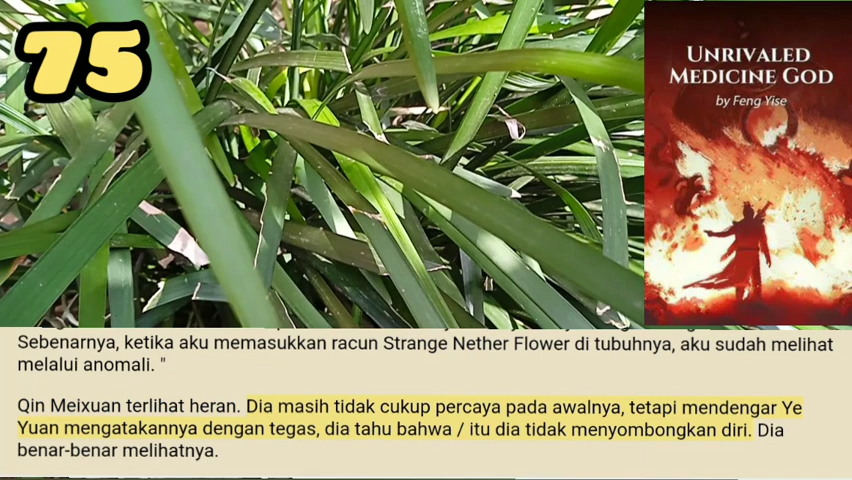 75
UNRIVALED
MEDICINE GOD
by Feng Yise
Sebenarnya, ketika aku memasukkan racun Strange Nether Flower di tubuhnya, aku sudah melihat
melalui anomali. "
Qin Meixuan terlihat heran. Dia masih tidak cukup percaya pada awalnya, tetapi mendengar Ye
Yuan mengatakannya dengan tegas, dia tahu bahwa / itu dia tidak menyombongkan diri. Dia
benar-benar melihatnya.